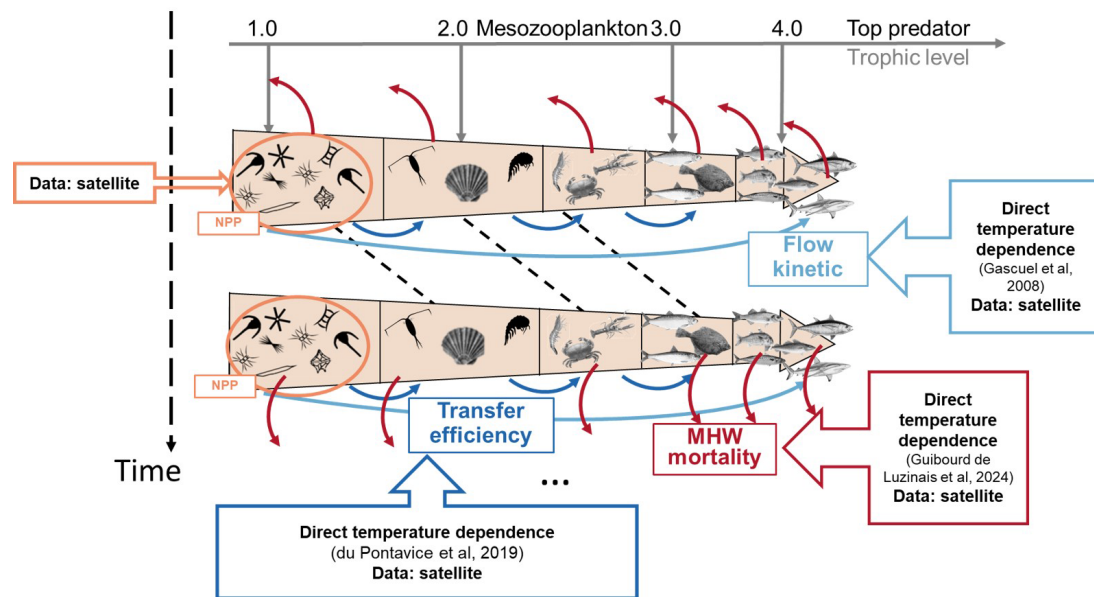 1.0
2.0
Mesozooplankton
3.0
4.0
Top predator
Trophic level
Data: satellite
NPP
Flow
kinetic
Direct
temperature
dependence
(Gascuel et al,
2008)
Data: satellite
NPP
Transfer
efficiency
MHW
mortality
Direct
temperature
dependence
(Guibourd de
Luzinais et al, 2024)
Data: satellite
Time
...
Direct temperature dependence
(du Pontavice et al, 2019)
Data: satellite